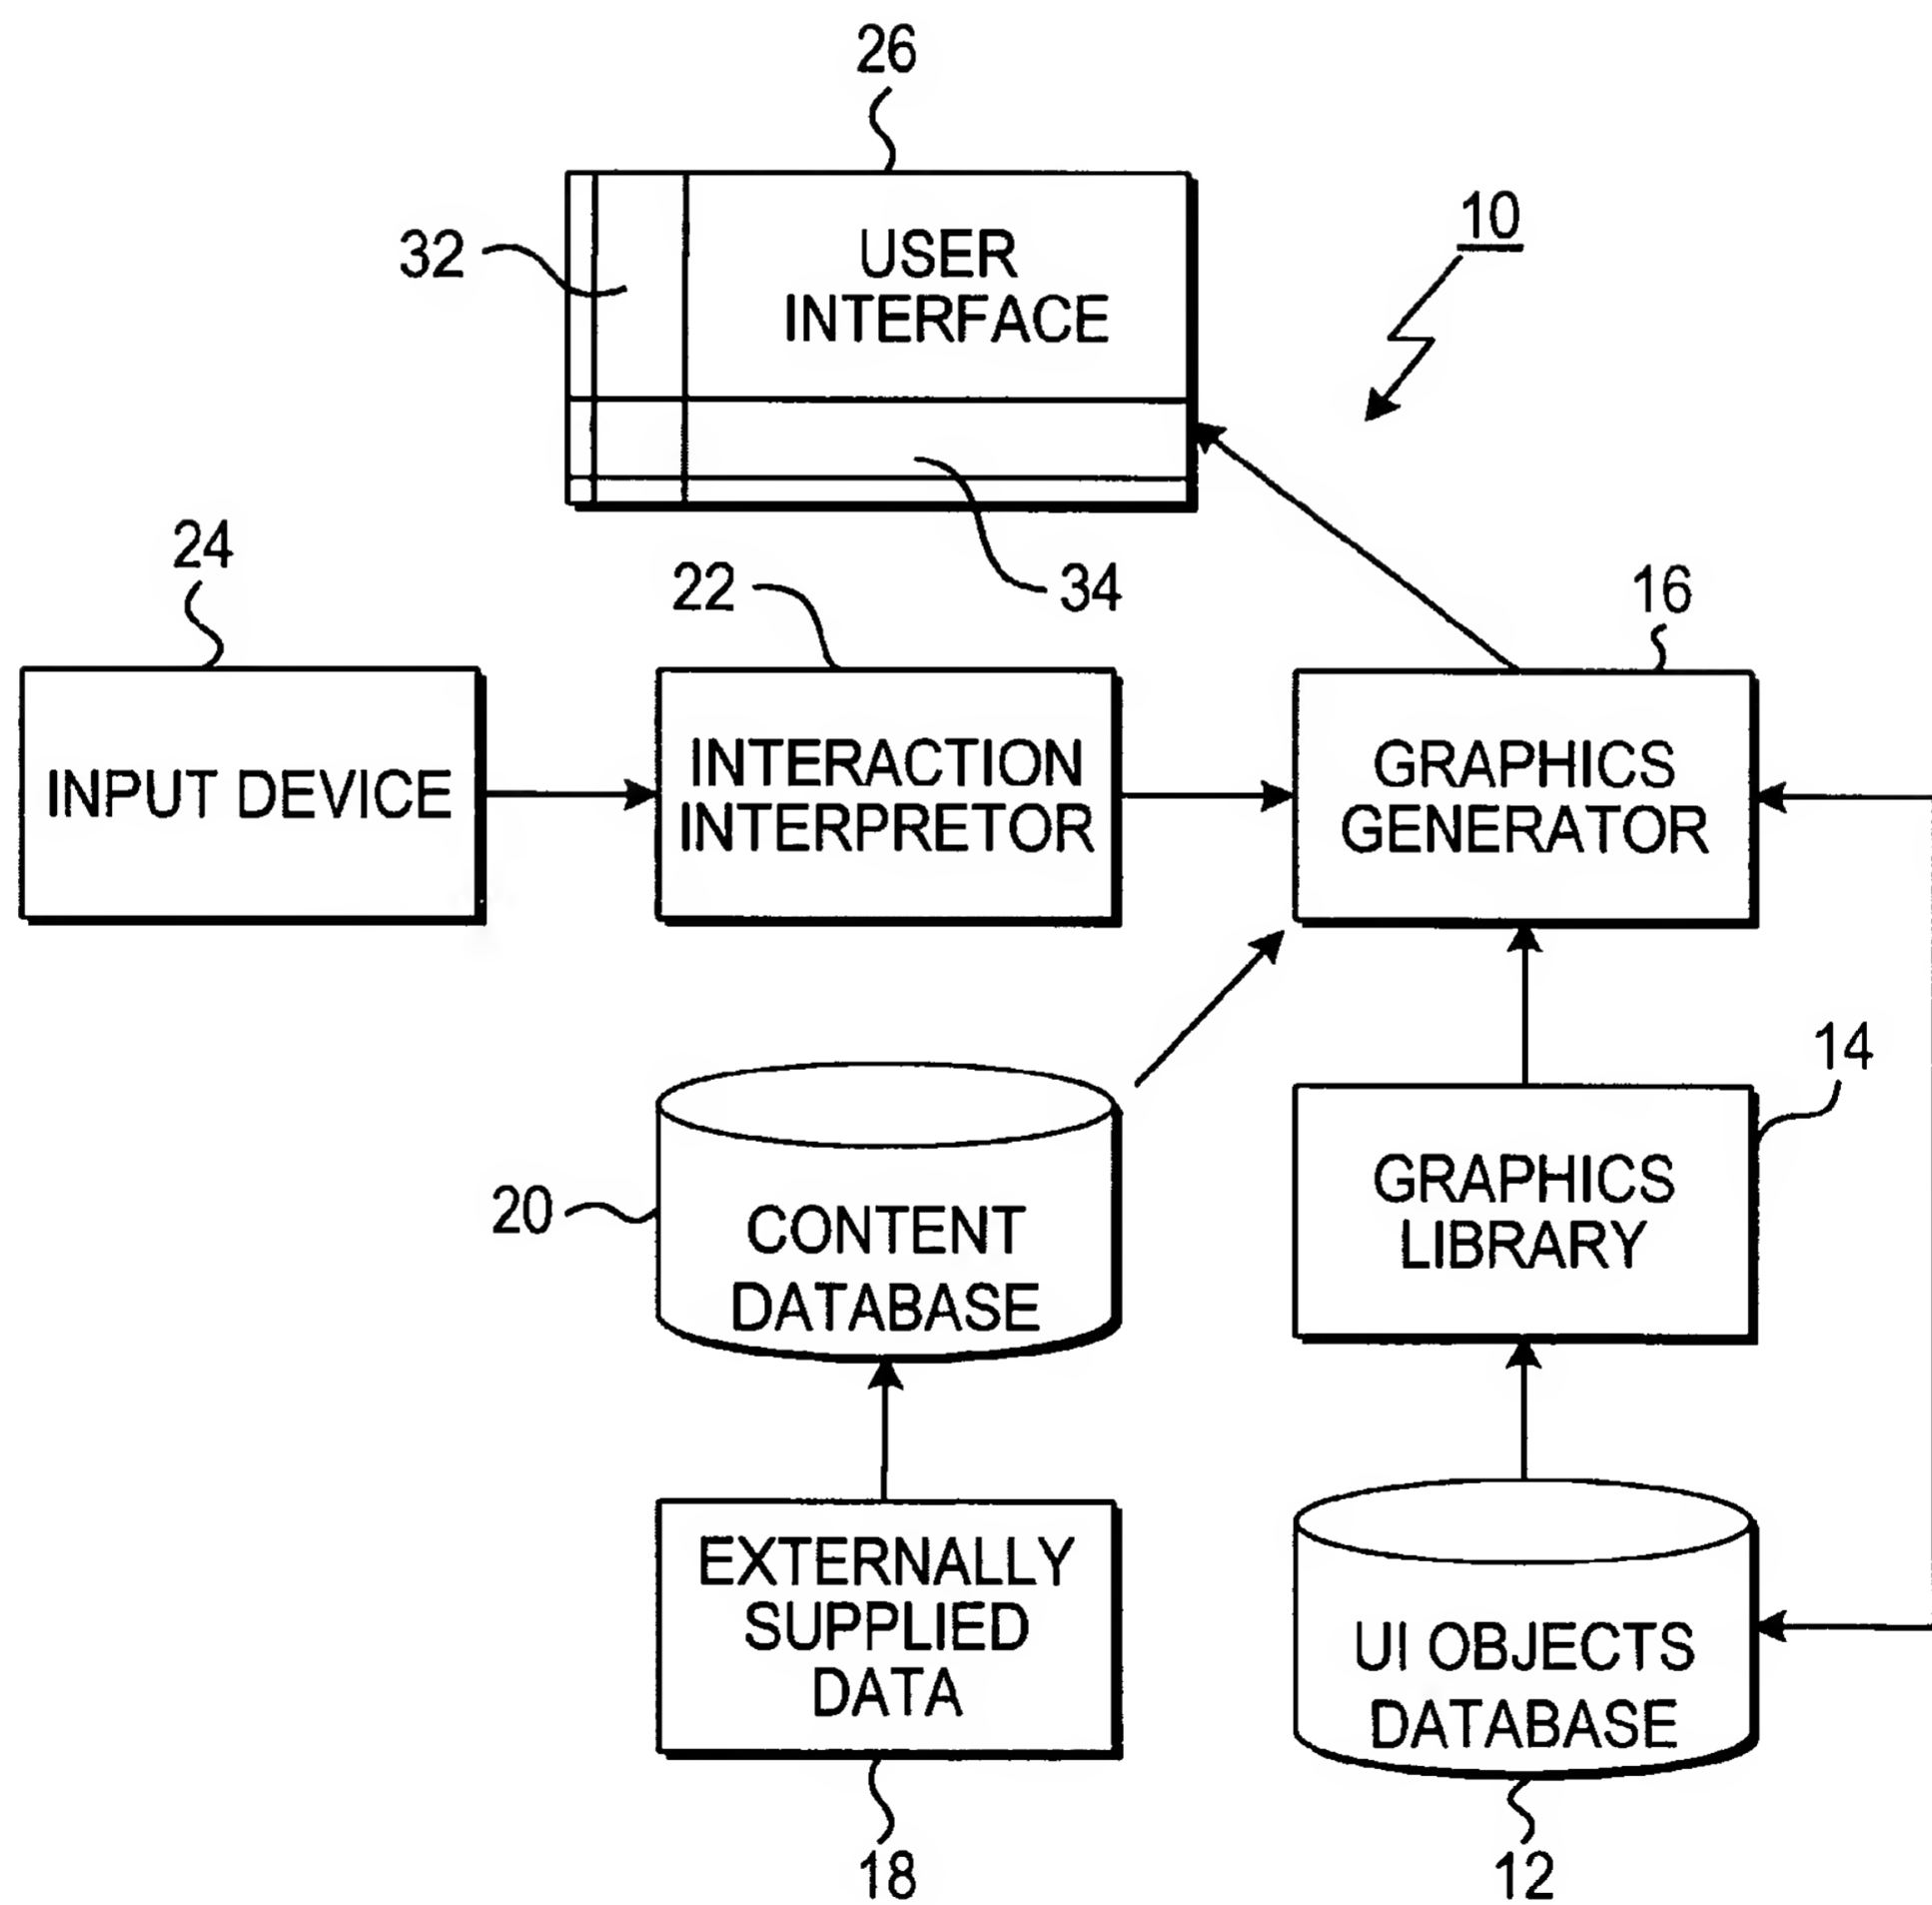 26
32
USER
INTERFACE
10
34
24
22
16
INPUT DEVICE
INTERACTION
INTERPRETOR
GRAPHICS
GENERATOR
14
20
CONTENT
DATABASE
GRAPHICS
LIBRARY
EXTERNALLY
SUPPLIED
DATA
UI OBJECTS
DATABASE
18
12